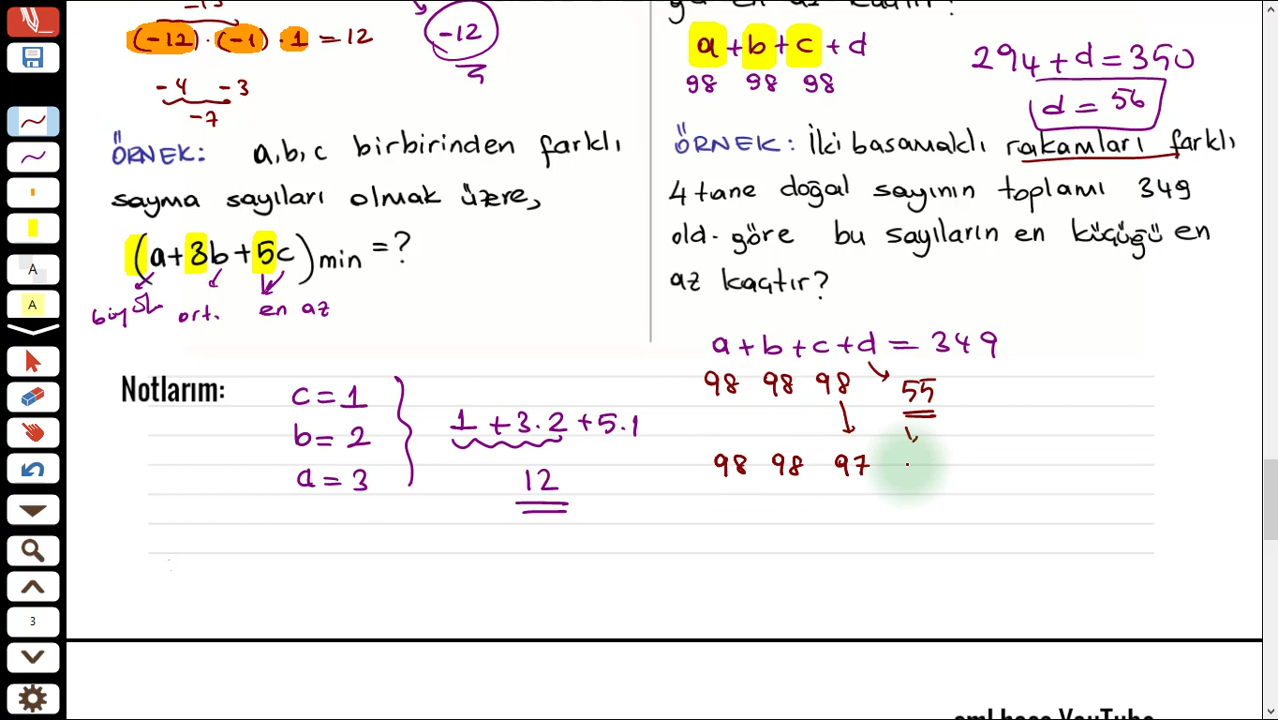 (-12) . (-1) . 1 = 12
-12
-4 -3
-7
ÖRNEK: a, b, c birbirinden farklı
sayma sayıları olmak üzere,
(a+3b+5c) min = ?
ort. en az
Notlarım:
c = 1
b = 2
a = 3
1 + 3.2 + 5.1
12
a + b + c + d
98 98 98
294 + d = 350
d = 56
ÖRNEK: İki basamaklı rakamları farklı
4 tane doğal sayının toplamı 349
old. göre bu sayıların en küçüğü en
az kaçtır?
a + b + c + d = 349
98 98 98 55
98 98 97
3